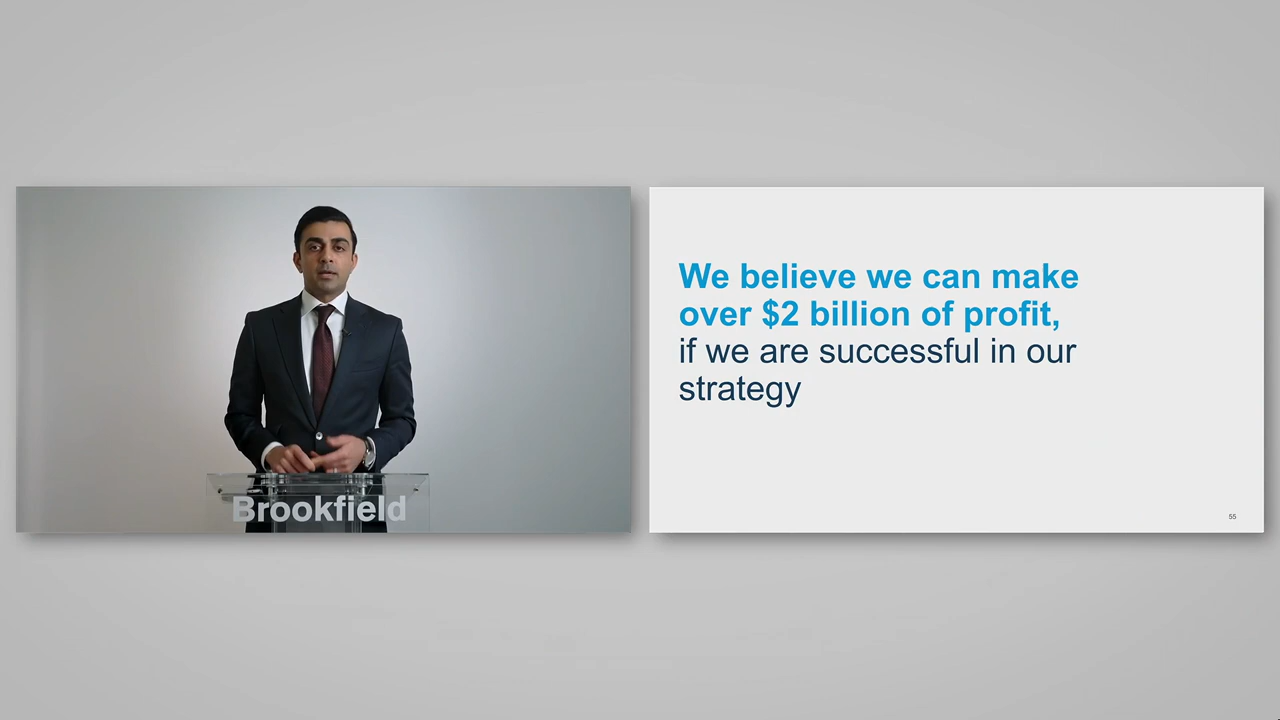 Brookfield
We believe we can make
over $2 billion of profit,
if we are successful in our
strategy
55